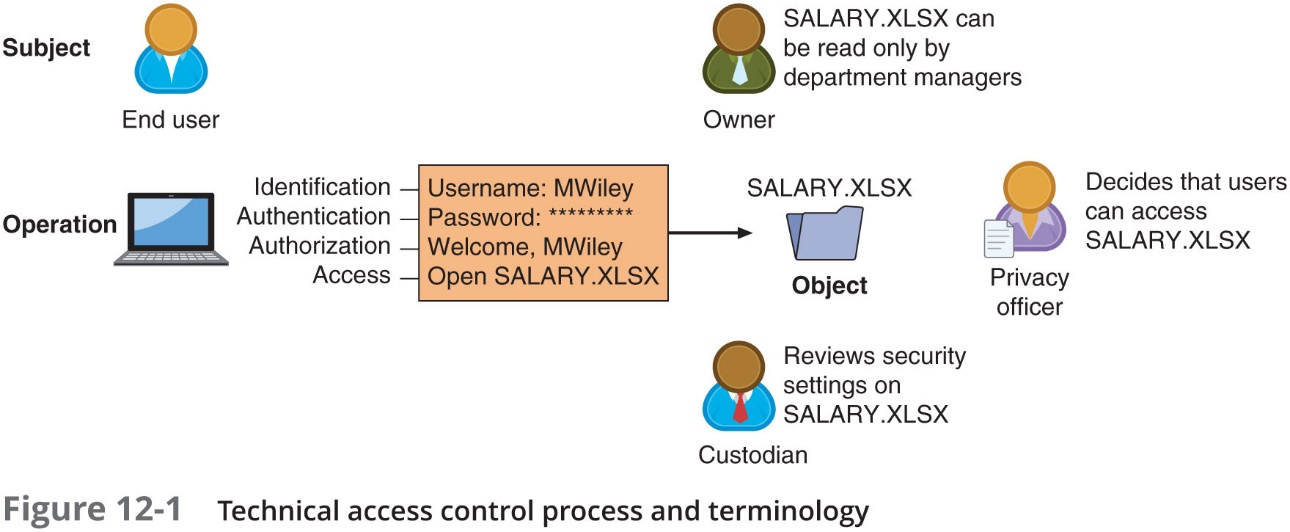 Subject
End user
SALARY.XLSX can
be read only by
department managers
Owner
Operation
Identification
Authentication
Authorization
Access
Username: MWiley
Password: *********
Welcome, MWiley
Open SALARY.XLSX
SALARY.XLSX
Object
Decides that users
can access
SALARY.XLSX
Privacy
officer
Reviews security
settings on
SALARY.XLSX
Custodian
Figure 12-1 Technical access control process and terminology